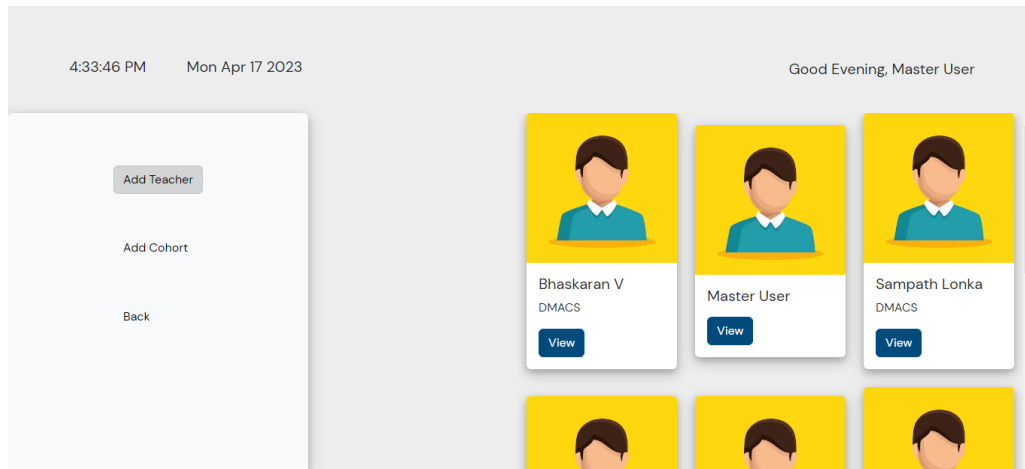 4:33:46 PM Mon Apr 17 2023
Good Evening, Master User
Add Teacher
Add Cohort
Back
Bhaskaran V
DMACS
View
Master User
View
Sampath Lonka
DMACS
View